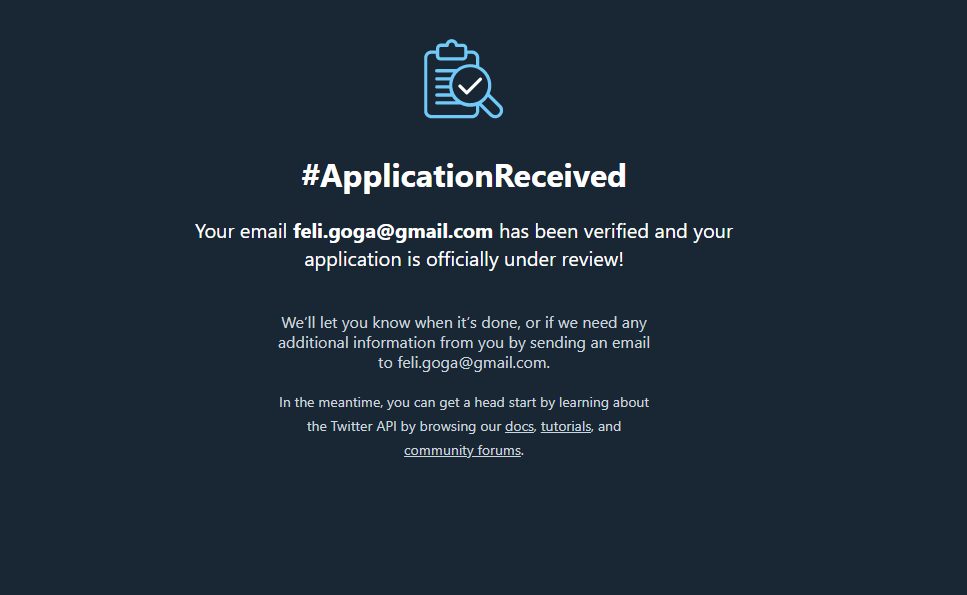 #ApplicationReceived
Your email feli.goga@gmail.com has been verified and your
application is officially under review!
We’ll let you know when it’s done, or if we need any
additional information from you by sending an email
to feli.goga@gmail.com.
In the meantime, you can get a head start by learning about
the Twitter API by browsing our docs, tutorials, and
community forums.